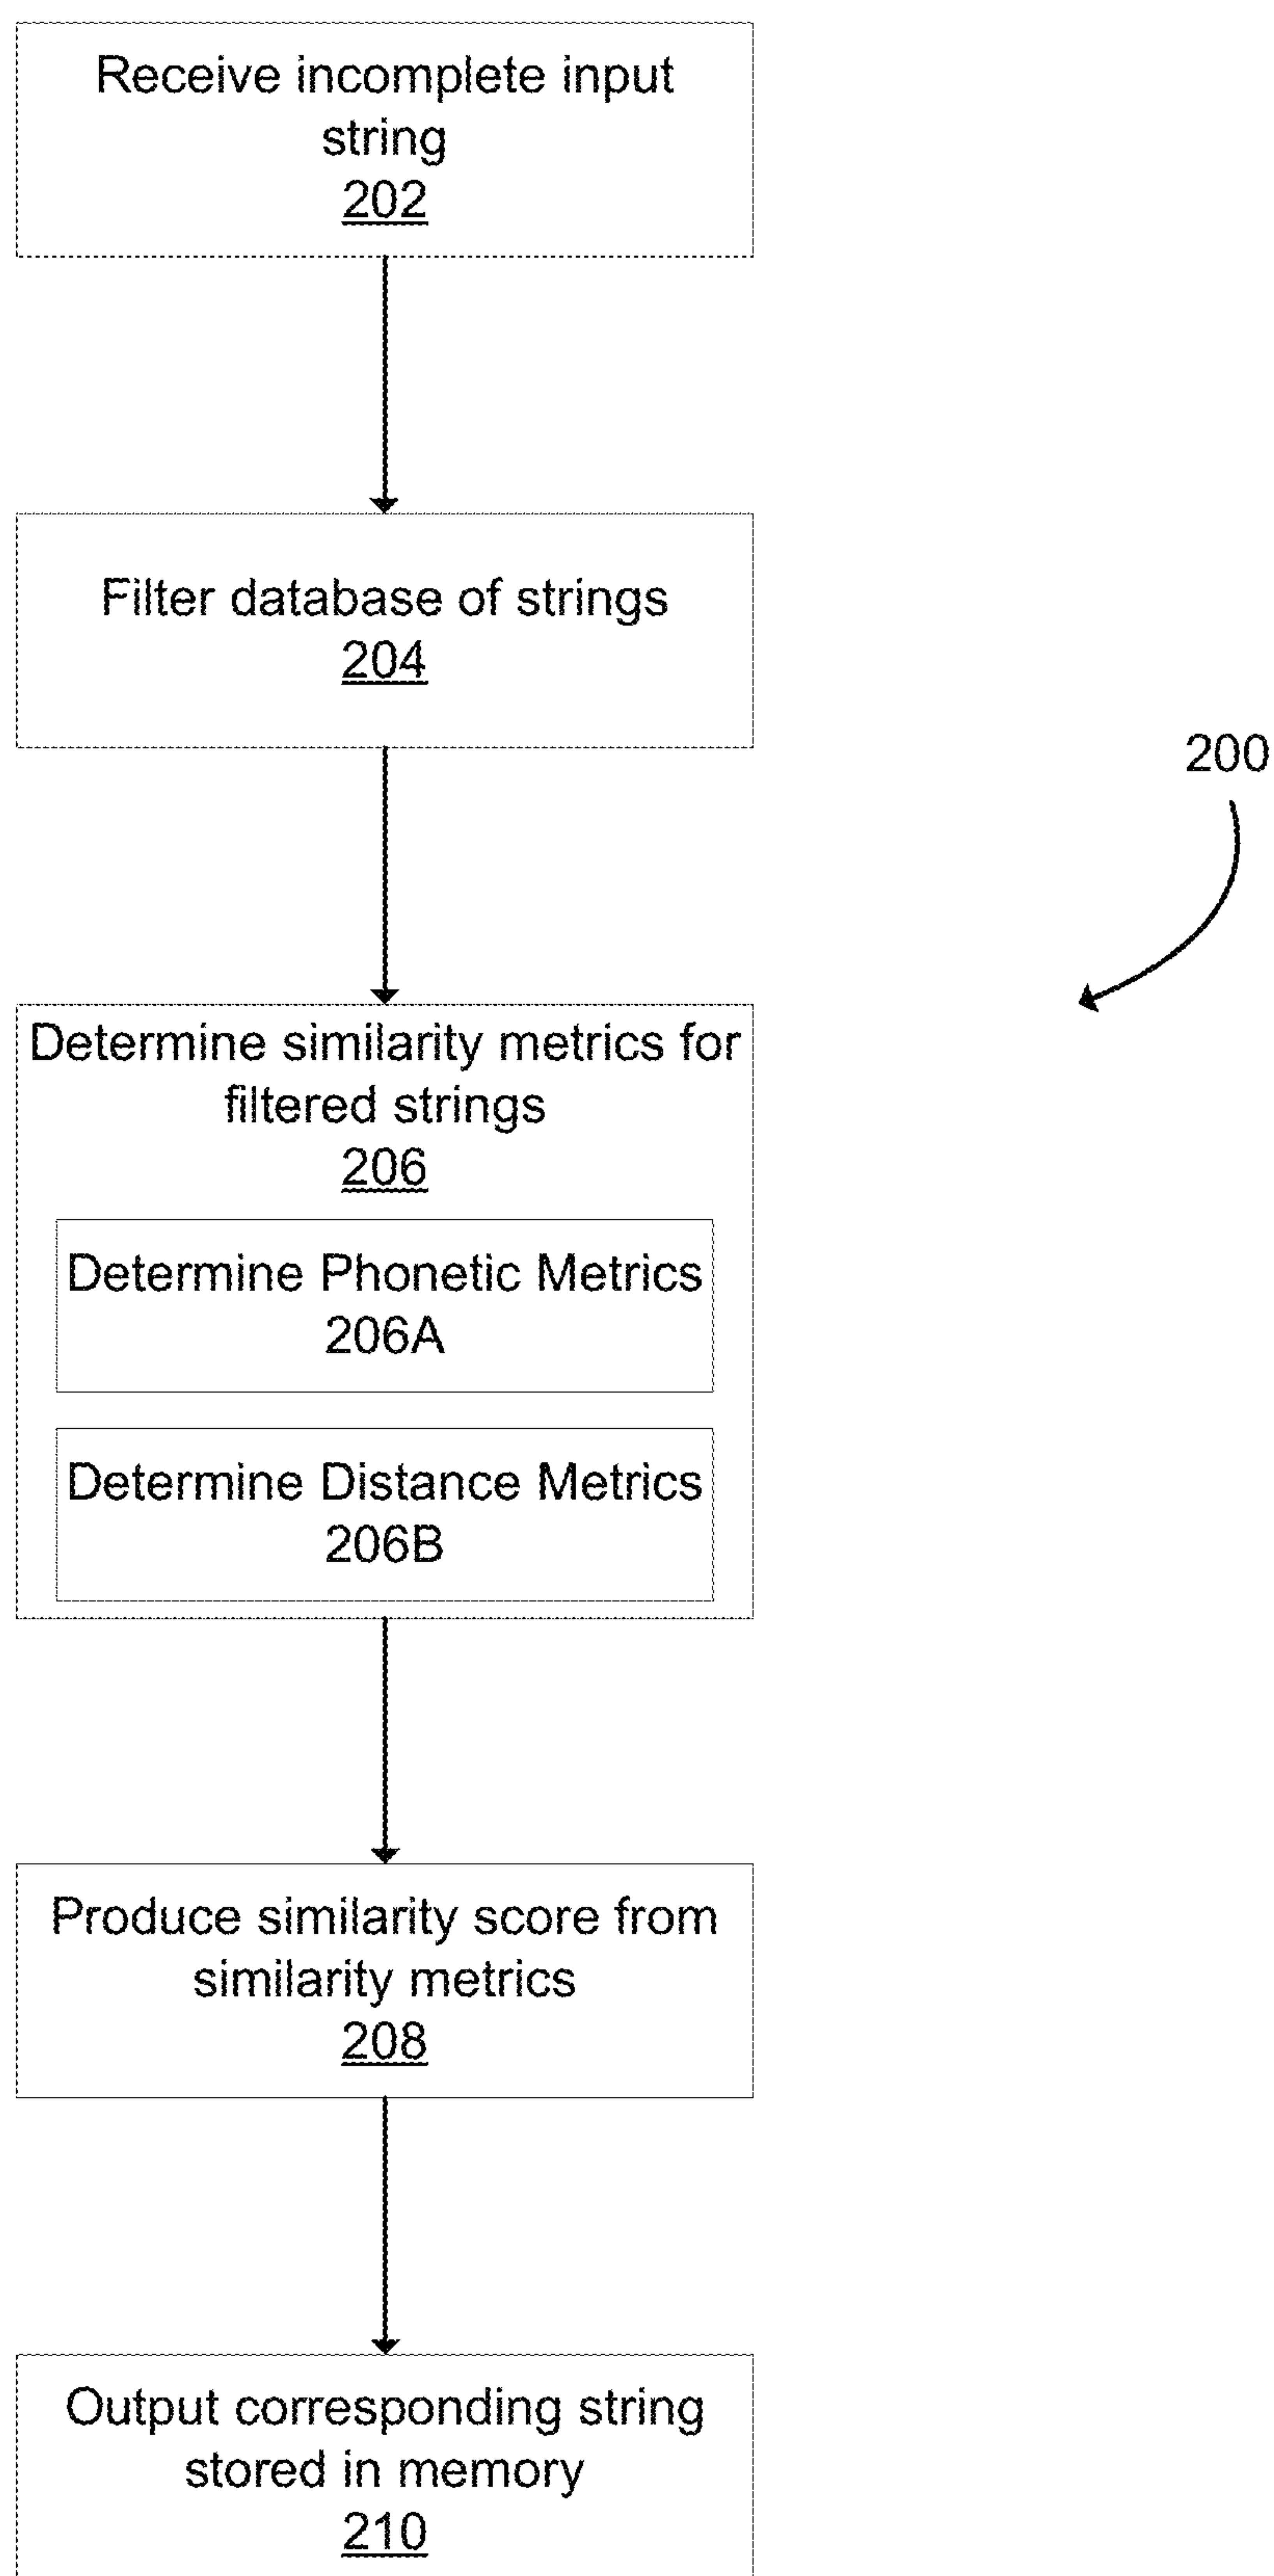 Receive incomplete input
string
202
Filter database of strings
204
200
Determine similarity metrics for
filtered strings
206
Determine Phonetic Metrics
206A
Determine Distance Metrics
206B
Produce similarity score from
similarity metrics
208
Output corresponding string
stored in memory
210